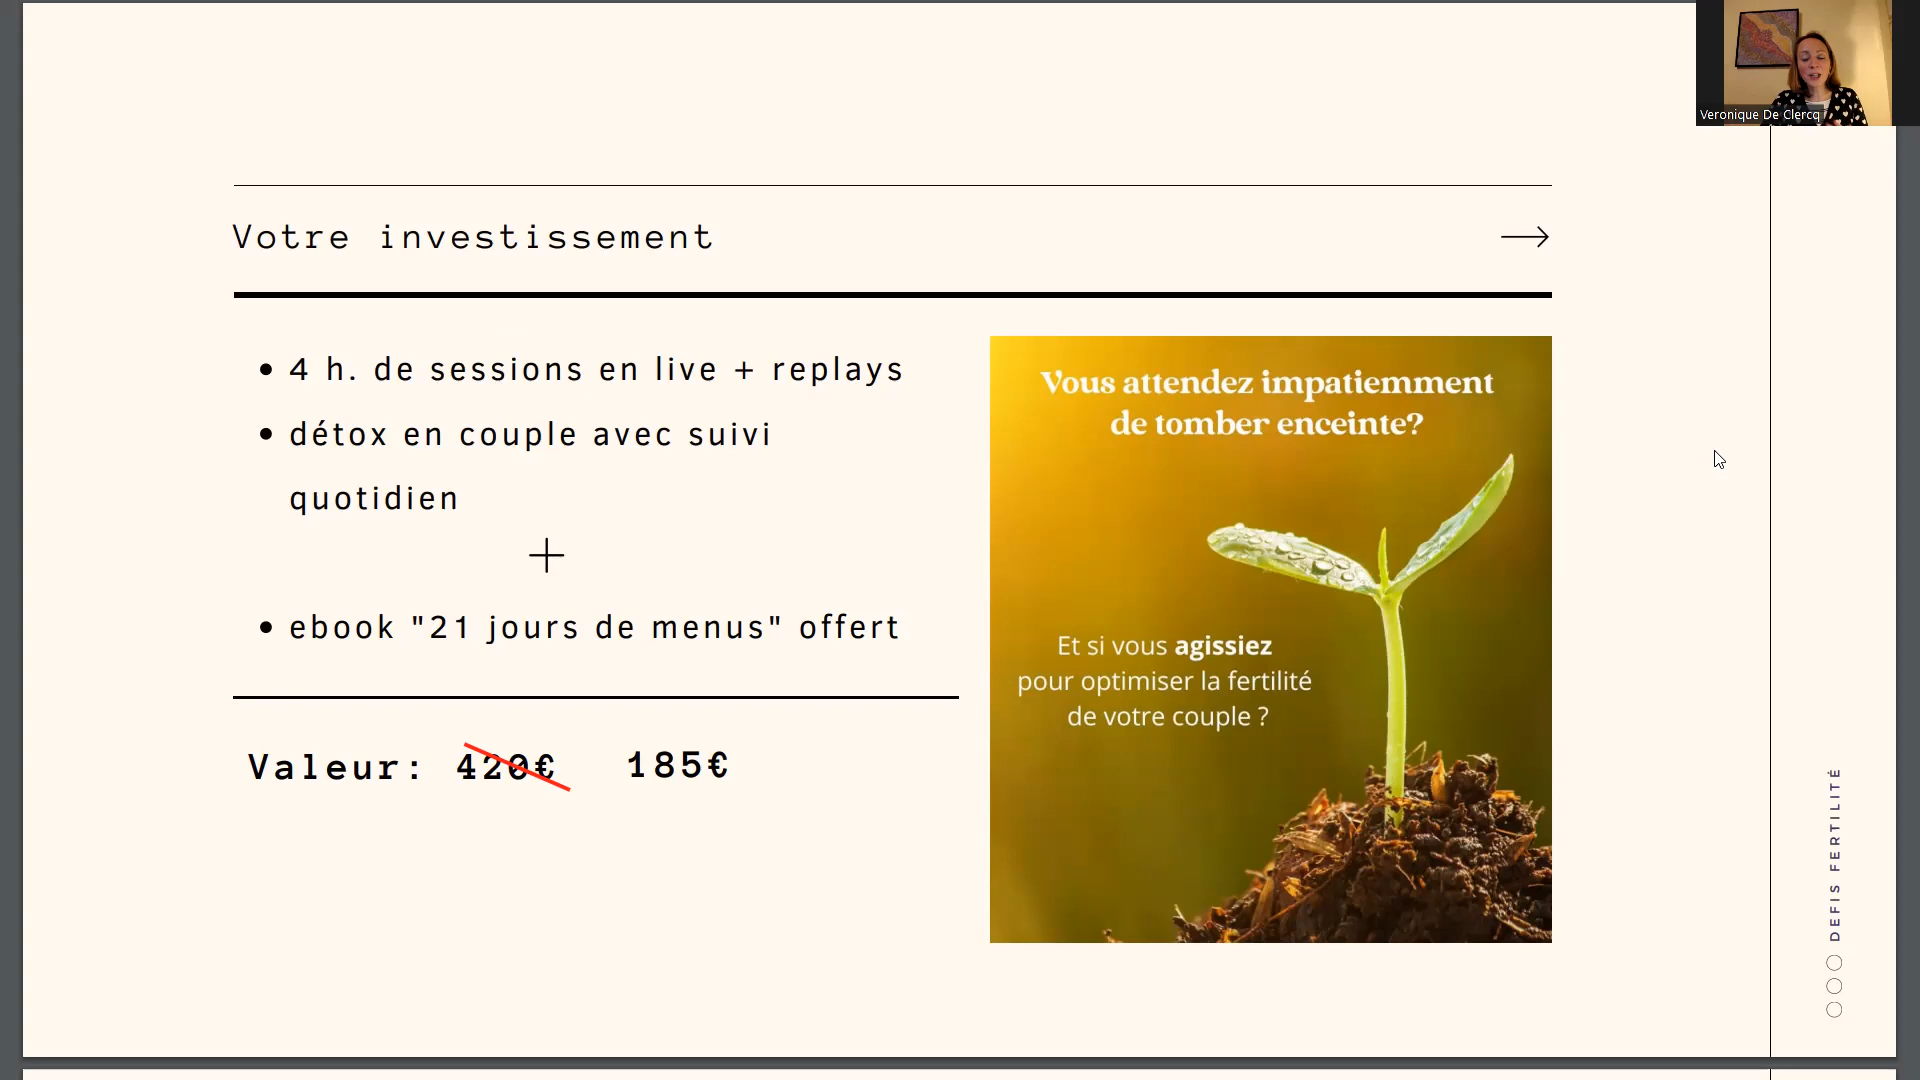 Veronique De Clercq
Votre investissement
• 4 h. de sessions en live + replays
• détox en couple avec suivi
quotidien
+
• ebook "21 jours de menus" offert
Valeur: 420€ 185€
Vous attendez impatiemment
de tomber enceinte?
Et si vous agissiez
pour optimiser la fertilité
de votre couple ?
DEFIS FERTILITÉ